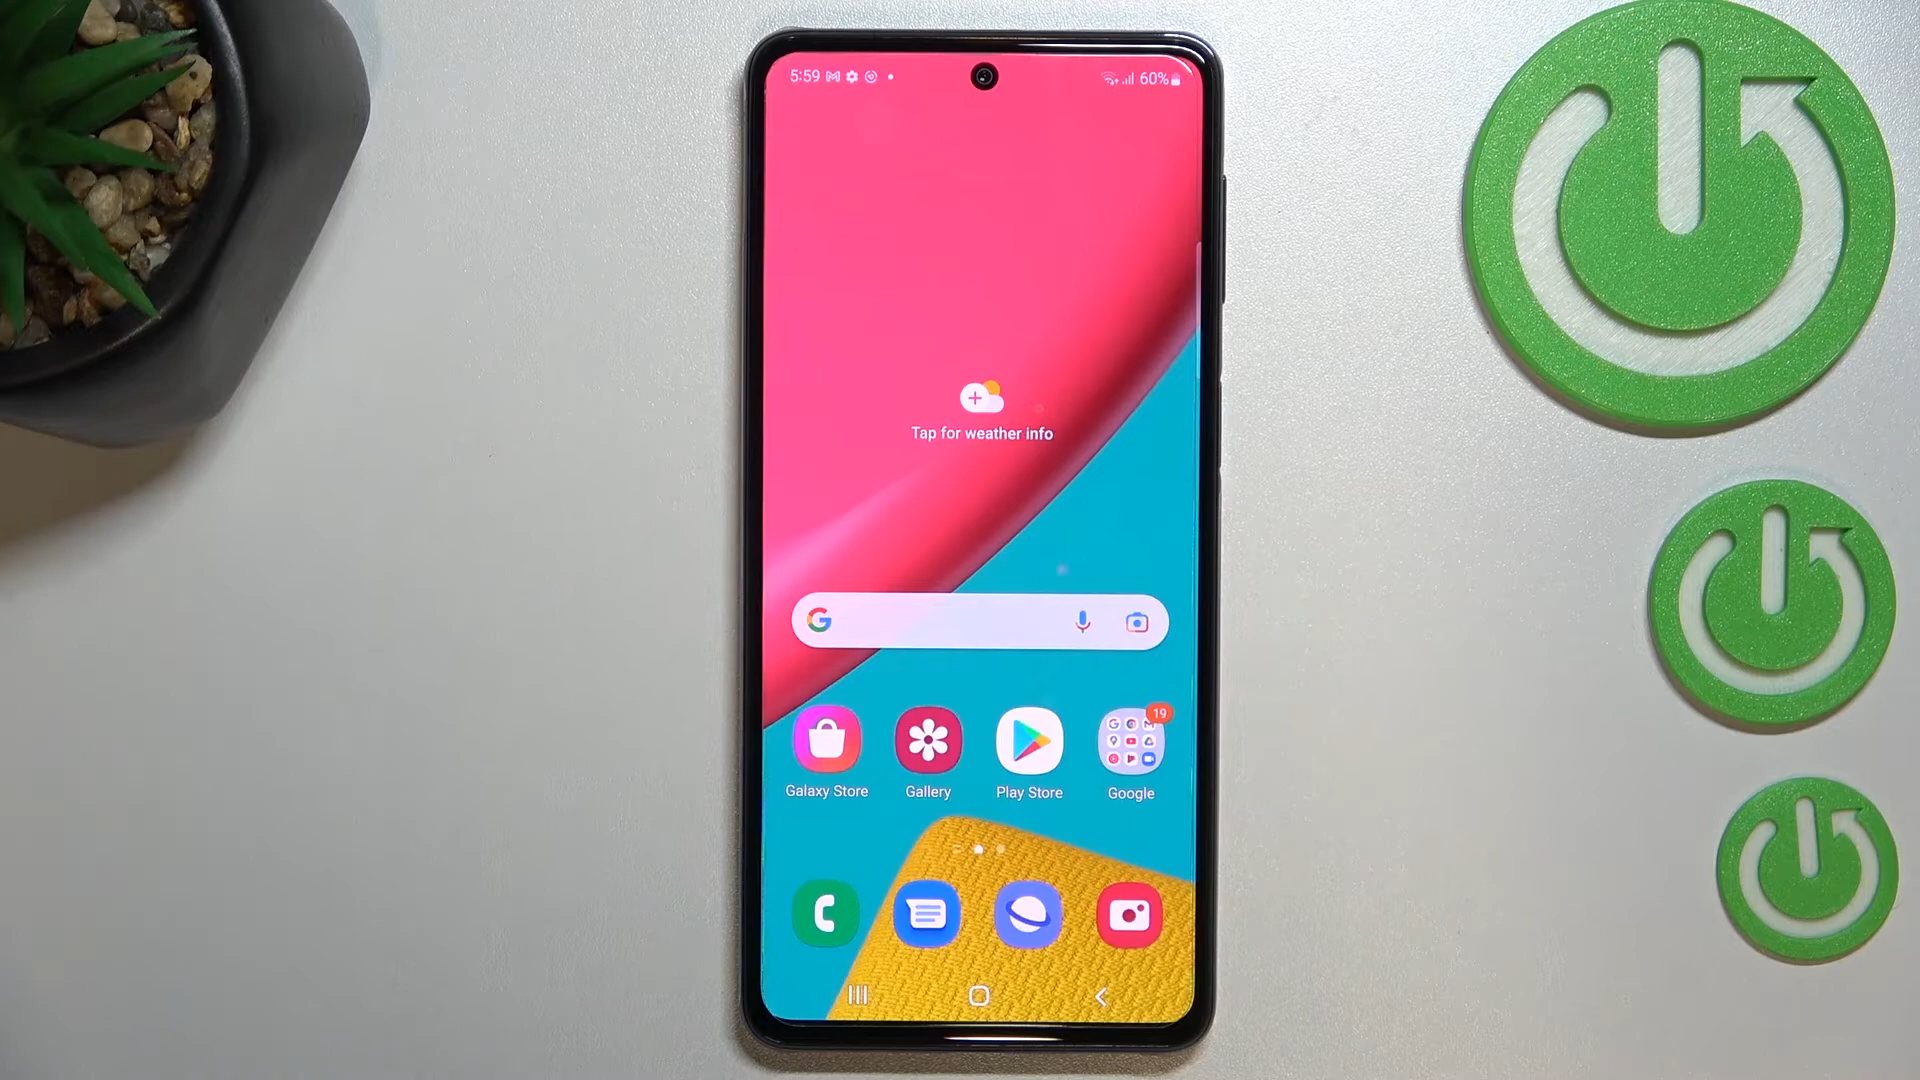 5:59
60%
Tap for weather info
19
Galaxy Store
Gallery
Play Store
Google